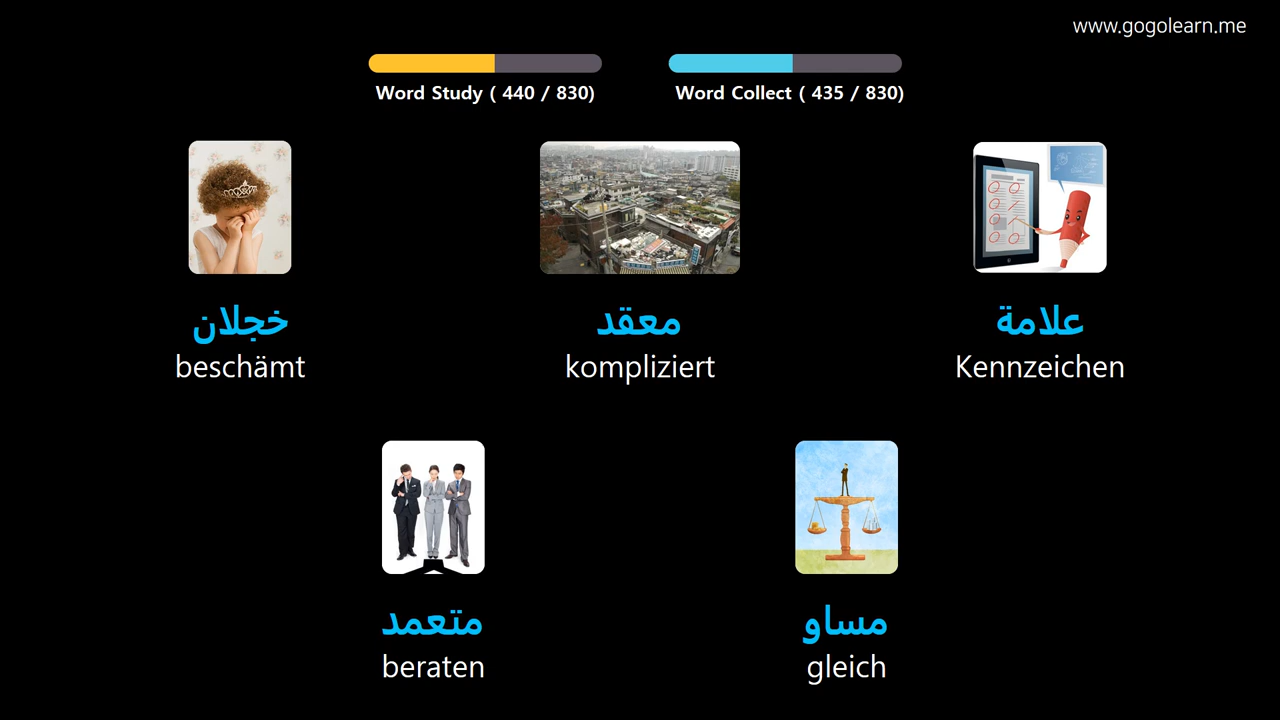 www.gogolearn.me
Word Study ( 440 / 830)
Word Collect ( 435 / 830)
خجلان
beschämt
معقد
kompliziert
علامة
Kennzeichen
متعمد
beraten
مساو
gleich